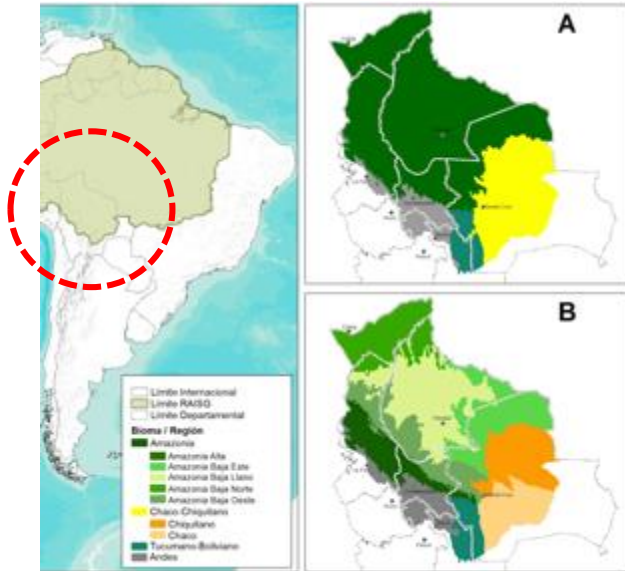 A
B
Limite Internacional
Limite RAISG
Limite Departamental
Bioma / Región
Amazonia
Amazonia Alta
Amazonia Baja Este
Amazonia Baja Llano
Amazonia Baja Norte
Amazonia Baja Oeste
Chaco-Chiquitano
Chiquitano
Chaco
Tucumano-Boliviano
Andes